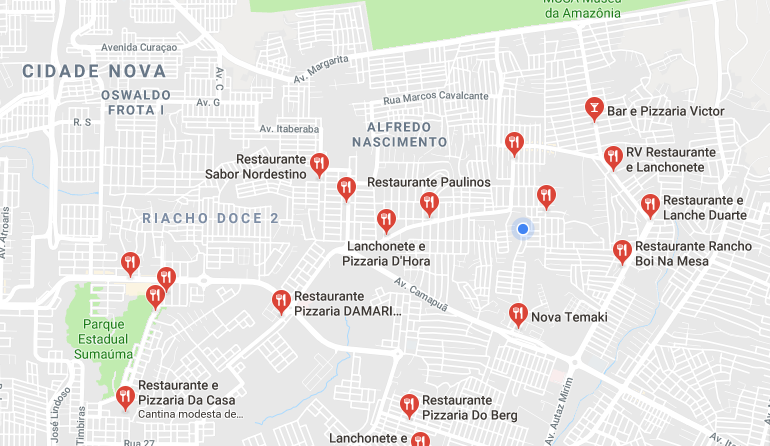 MUSA Museu
da Amazônia
Avenida Curaçao
CIDADE NOVA
Av. C
Av. Margarita
OSWALDO
FROTA I
Av. G
Rua Marcos Cavalcante
Bar e Pizzaria Victor
R. S
Av. Itaberaba
ALFREDO
NASCIMENTO
Restaurante
Sabor Nordestino
RV Restaurante
e Lanchonete
Restaurante Paulinos
Restaurante e
Lanche Duarte
RIACHO DOCE 2
Av. Atroaris
Lanchonete e
Pizzaria D'Hora
Restaurante Rancho
Boi Na Mesa
Av. Camapuã
Restaurante
Pizzaria DAMARI...
Nova Temaki
Parque
Estadual
Sumaúma
Av. Autaz Mirim
Restaurante e
Pizzaria Da Casa
Cantina modesta de...
José Lindoso
Timbiras
Restaurante
Pizzaria Do Berg
Rua 27
Lanchonete e